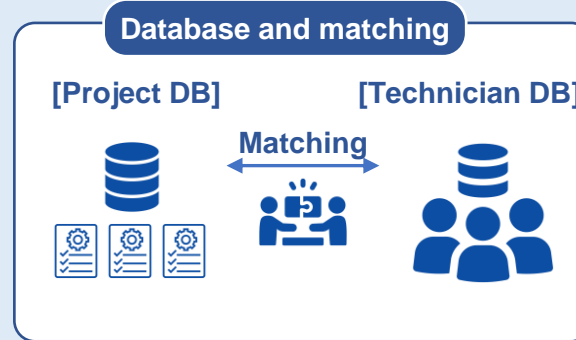 Database and matching
[Project DB]
[Technician DB]
Matching